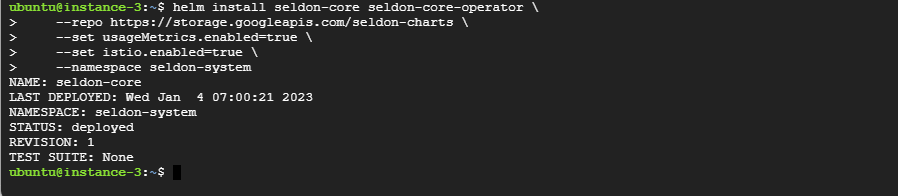 ubuntu@instance-3:~$ helm install seldon-core seldon-core-operator \
>     --repo https://storage.googleapis.com/seldon-charts \
>     --set usageMetrics.enabled=true \
>     --set istio.enabled=true \
>     --namespace seldon-system
NAME: seldon-core
LAST DEPLOYED: Wed Jan  4 07:00:21 2023
NAMESPACE: seldon-system
STATUS: deployed
REVISION: 1
TEST SUITE: None
ubuntu@instance-3:~$